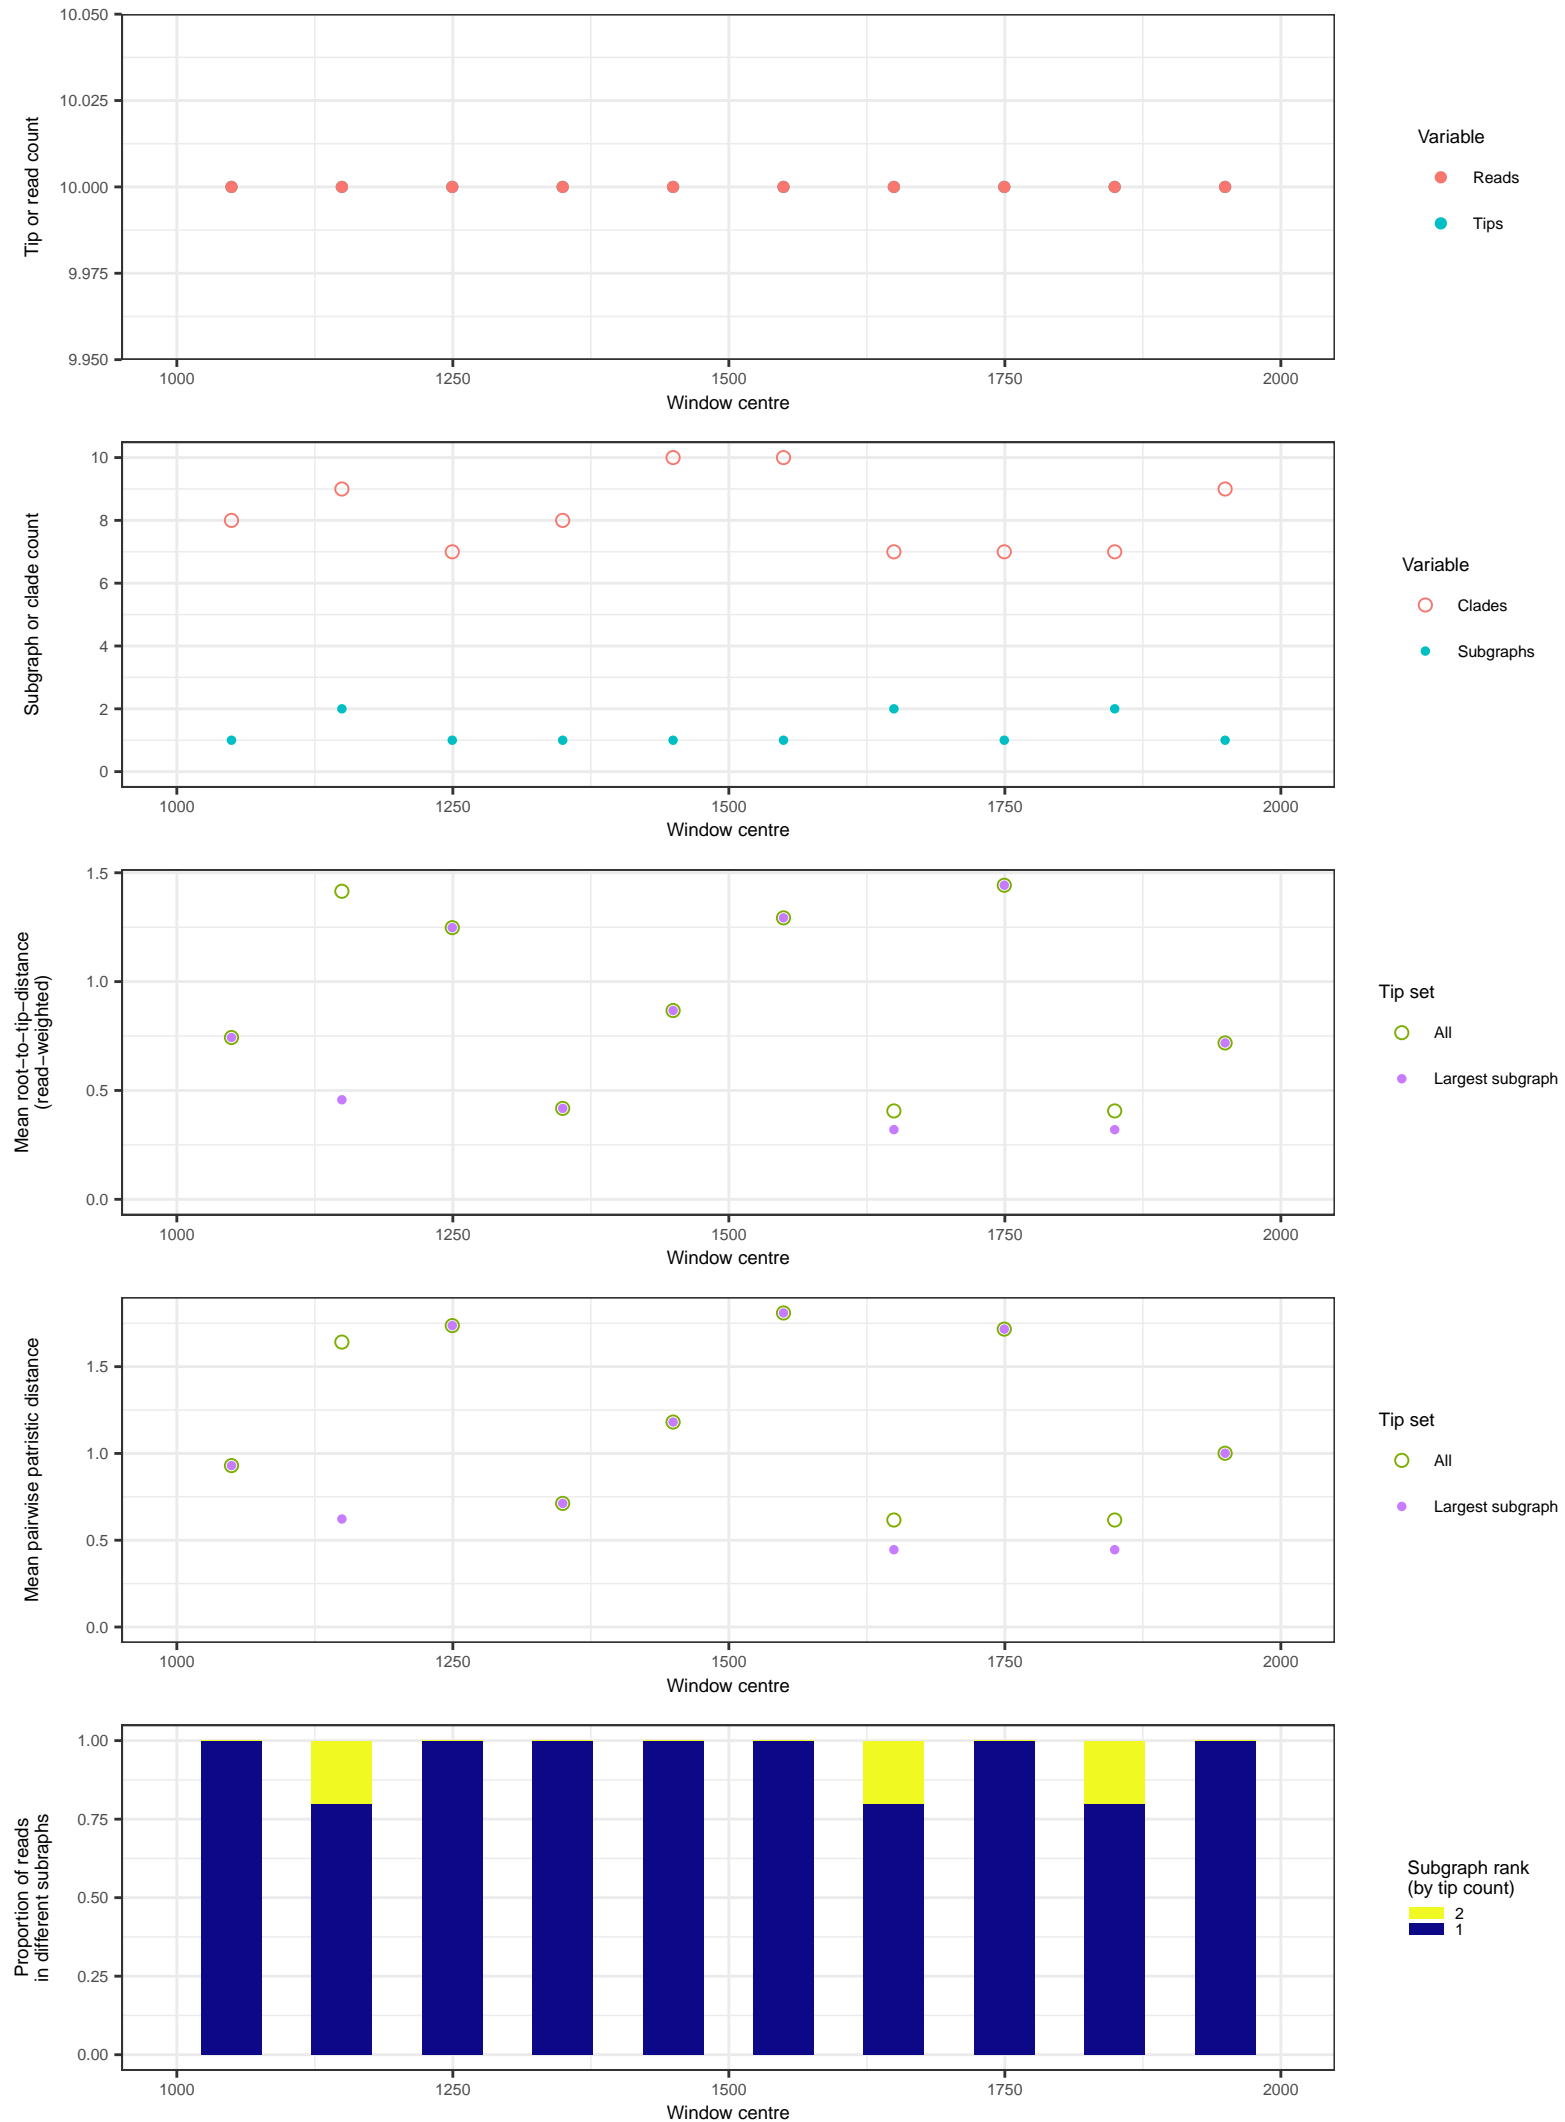 10.050
10.025
10.000
9.975
9.950
Tip or read count
1000 1250 1500 1750 2000
Window centre
Variable
Reads
Tips
10
8
6
4
2
0
Subgraph or clade count
1000 1250 1500 1750 2000
Window centre
Variable
Clades
Subgraphs
1.5
1.0
0.5
0.0
Mean root−to−tip−distance
(read−weighted)
1000 1250 1500 1750 2000
Window centre
Tip set
All
Largest subgraph
1.5
1.0
0.5
0.0
Mean pairwise patristic distance
1000 1250 1500 1750 2000
Window centre
Tip set
All
Largest subgraph
1.00
0.75
0.50
0.25
0.00
Proportion of reads
in different subraphs
1000 1250 1500 1750 2000
Window centre
Subgraph rank
(by tip count)
2
1